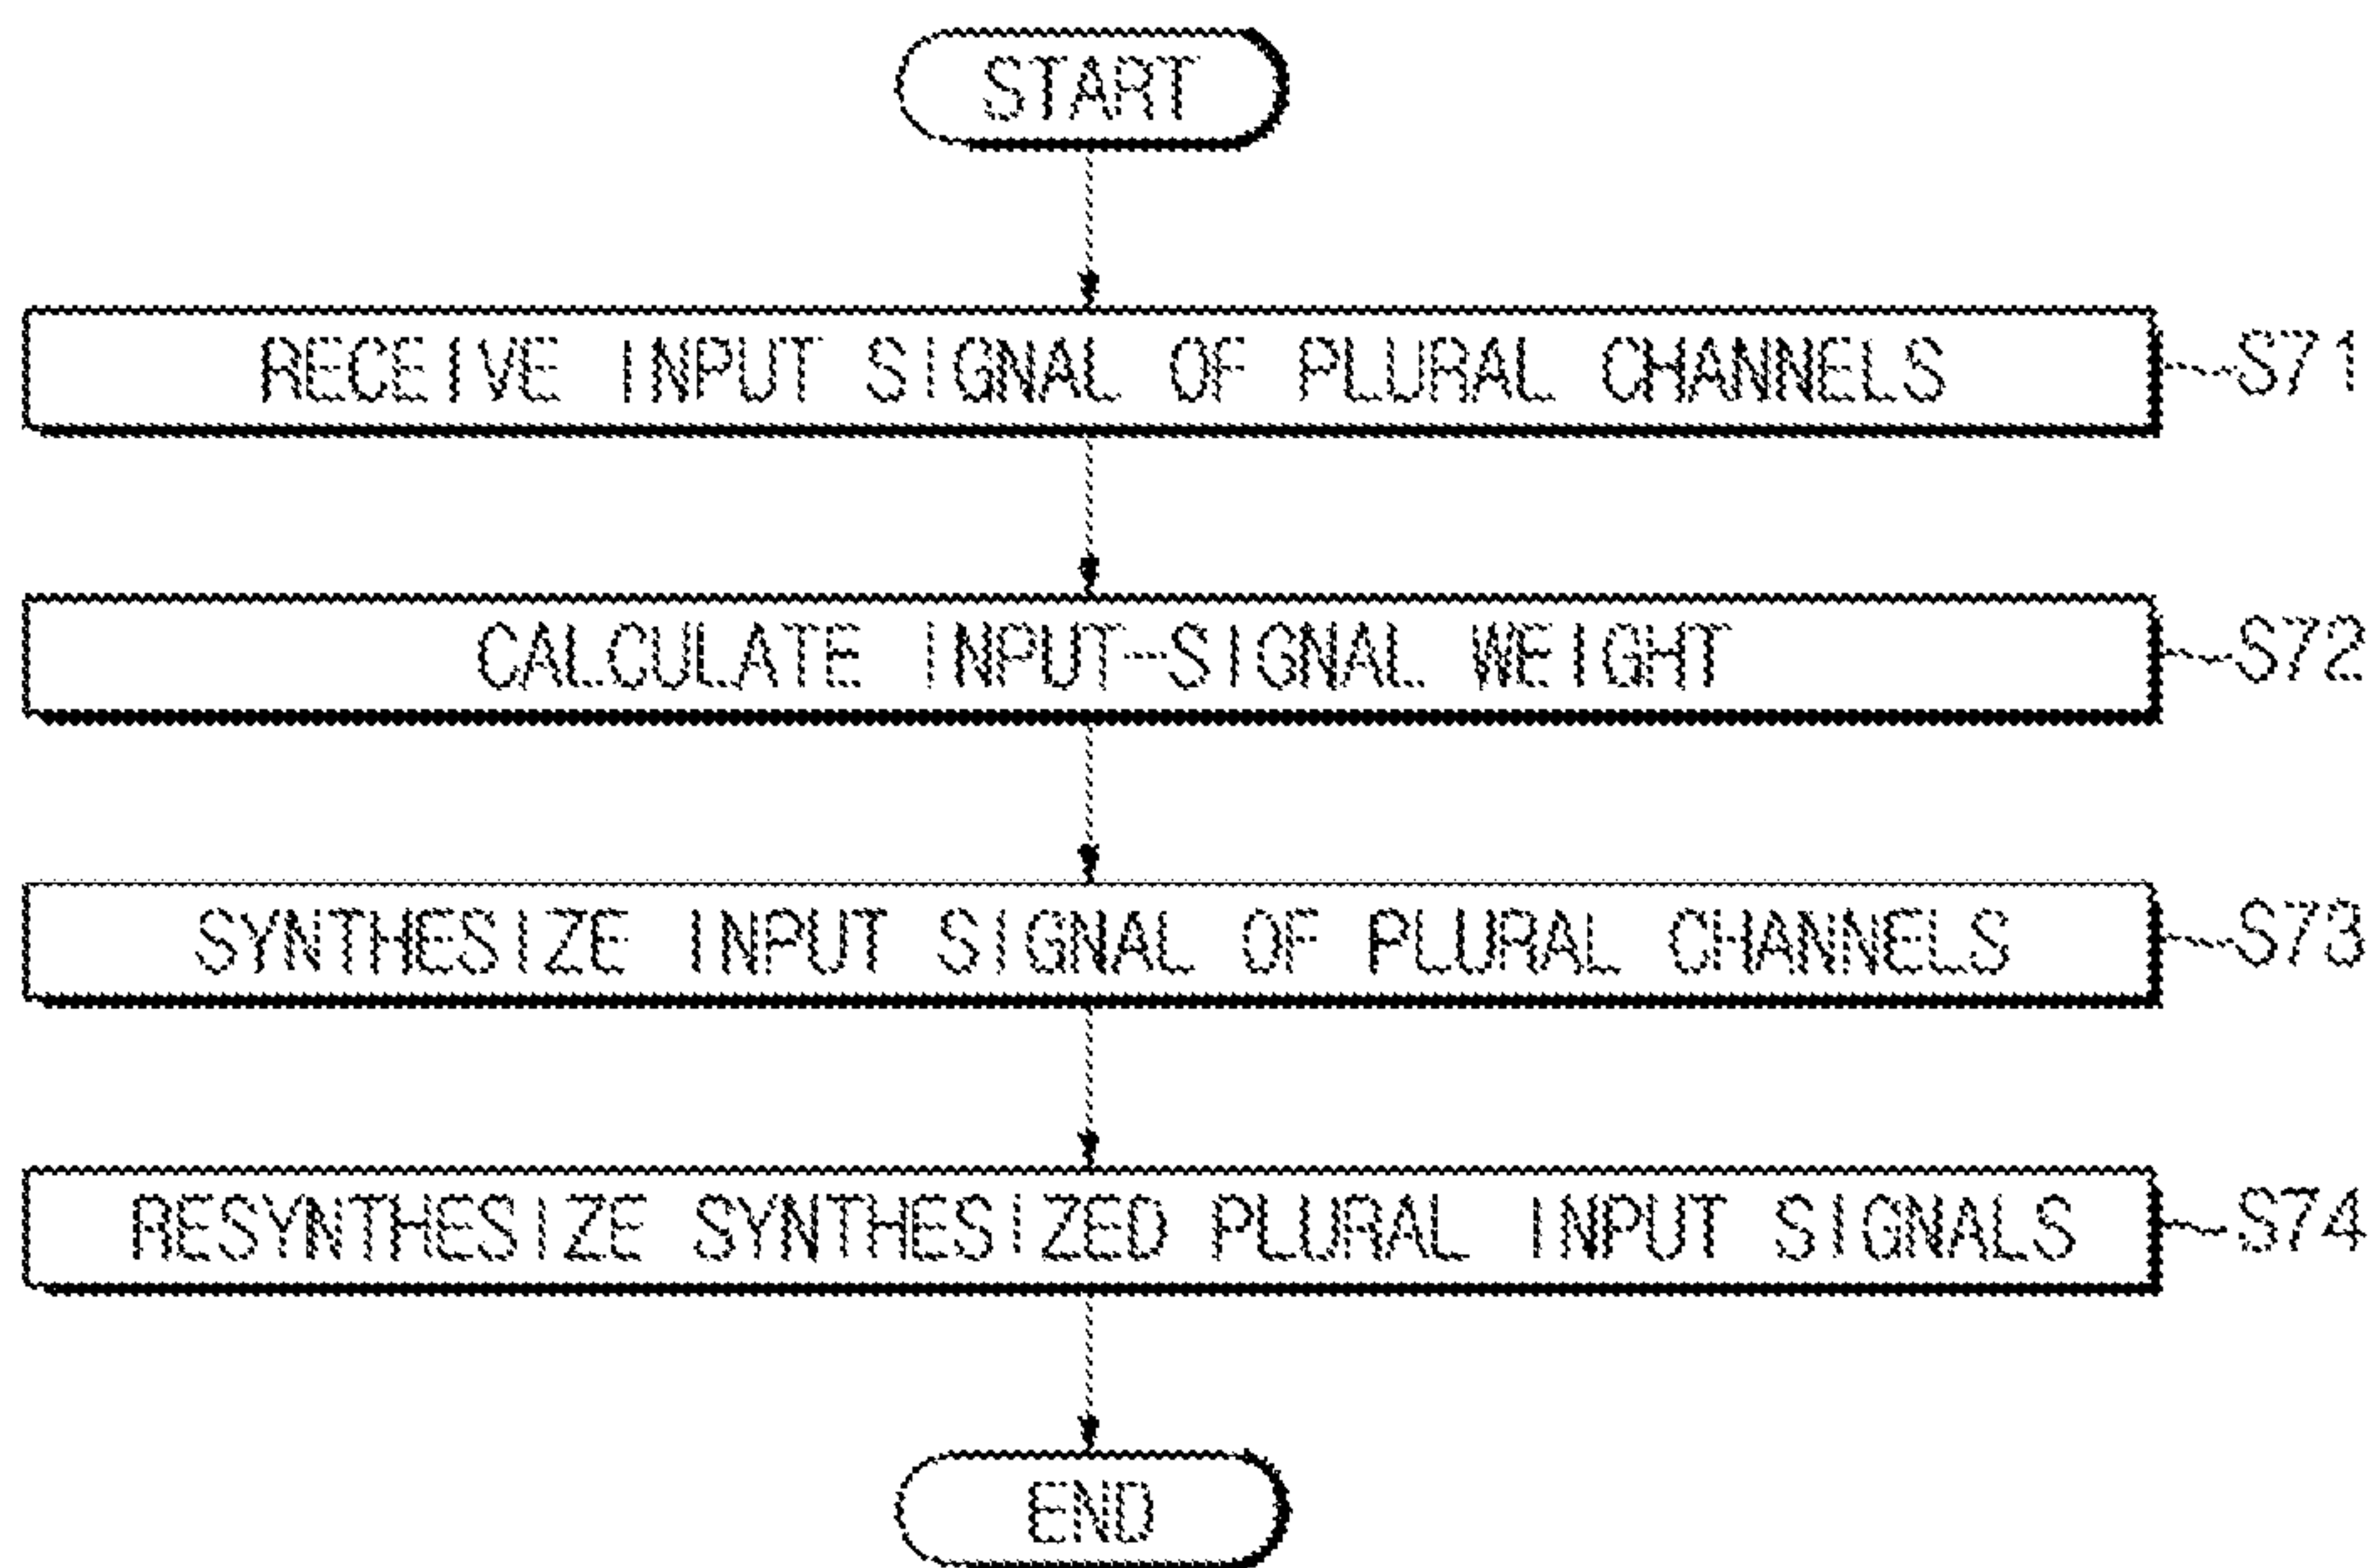 START
RECEIVE INPUT SIGNAL OF PLURAL CHANNELS S71
CALCULATE INPUT-SIGNAL WEIGHT S72
SYNTHESIZE INPUT SIGNAL OF PLURAL CHANNELS S73
RESYNTHESIZE SYNTHESIZED PLURAL INPUT SIGNALS S74
END